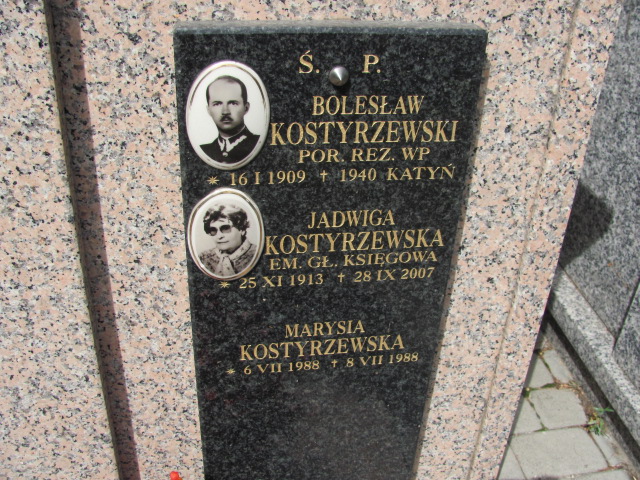 Ś. P.
BOLESŁAW
KOSTYRZEWSKI
POR. REZ. WP
* 16 I 1909 ✝ 1940 KATYŃ
JADWIGA
KOSTYRZEWSKA
EM. GŁ. KSIĘGOWA
* 25 XI 1913 ✝ 28 IX 2007
MARYSIA
KOSTYRZEWSKA
* 6 VII 1988 ✝ 8 VII 1988